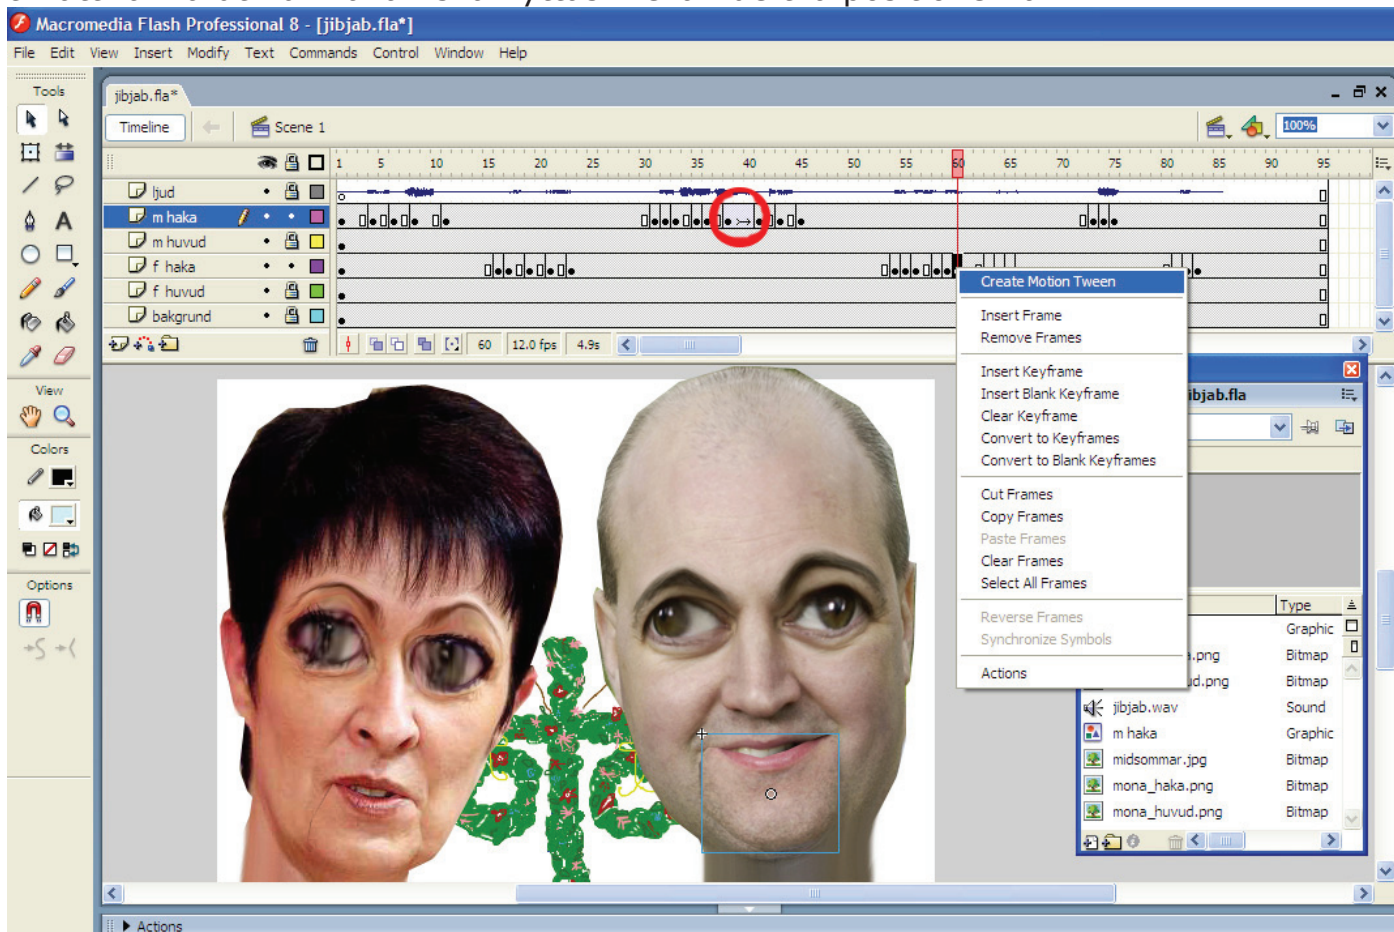 Macromedia Flash Professional 8 - [jibjab.fla*]
File Edit View Insert Modify Text Commands Control Window Help
Tools
jibjab.fla*
Timeline Scene 1 100%
1 5 10 15 20 25 30 35 40 45 50 55 60 65 70 75 80 85 90 95
ljud
m haka
m huvud
f haka
f huvud
bakgrund
60 12.0 fps 4.9s
View
Colors
Options
A
Create Motion Tween
Insert Frame
Remove Frames
Insert Keyframe
Insert Blank Keyframe
Clear Keyframe
Convert to Keyframes
Convert to Blank Keyframes
Cut Frames
Copy Frames
Paste Frames
Clear Frames
Select All Frames
Reverse Frames
Synchronize Symbols
Actions
jibjab.fla
Type
Graphic
a.png Bitmap
ud.png Bitmap
jibjab.wav Sound
m haka Graphic
midsommar.jpg Bitmap
mona_haka.png Bitmap
mona_huvud.png Bitmap
Actions